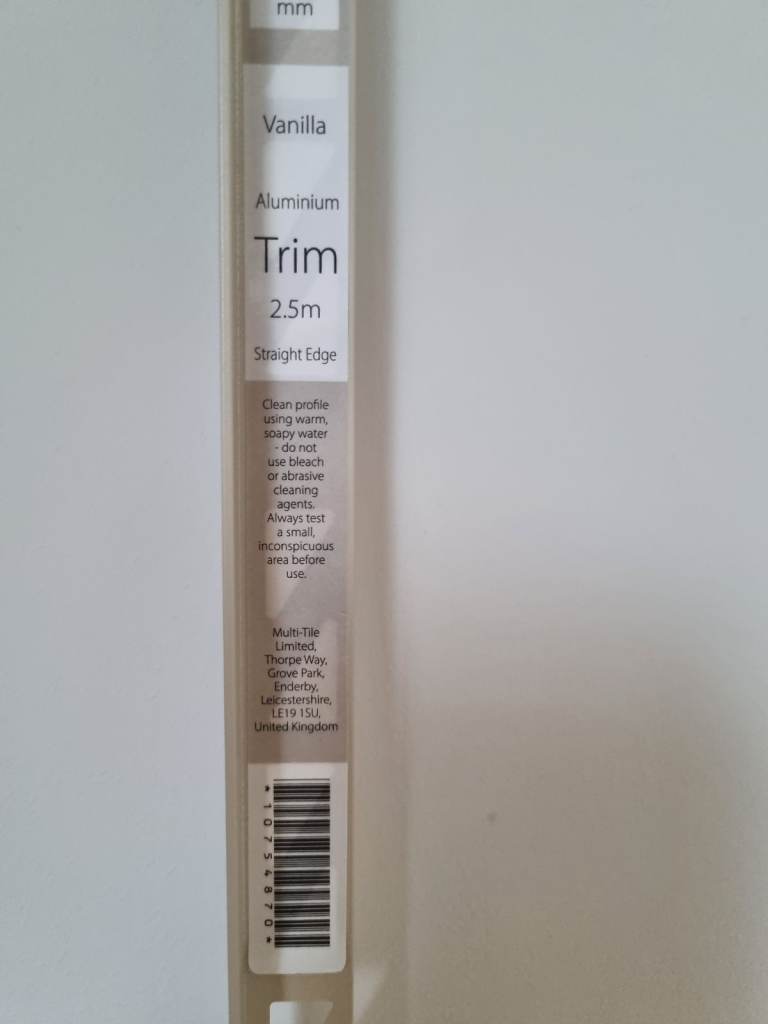 mm
Vanilla
Aluminium
Trim
2.5m
Straight Edge
Clean profile
using warm,
soapy water
- do not
use bleach
or abrasive
cleaning
agents.
Always test
a small,
inconspicuous
area before
use.
Multi-Tile
Limited,
Thorpe Way,
Grove Park,
Enderby,
Leicestershire,
LE19 1SU,
United Kingdom
*10754870*